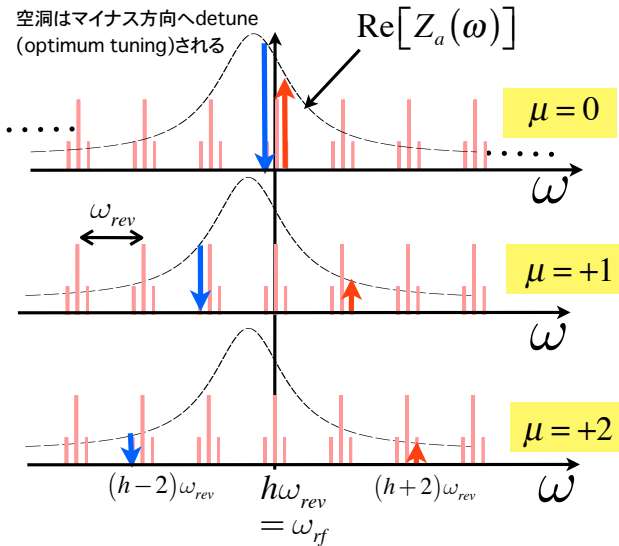 空洞はマイナス方向へdetune
(optimum tuning)される
Re[Z_a(ω)]
μ = 0
ω
ω_rev
μ = +1
ω
μ = +2
(h−2)ω_rev
hω_rev
= ω_rf
(h+2)ω_rev
ω